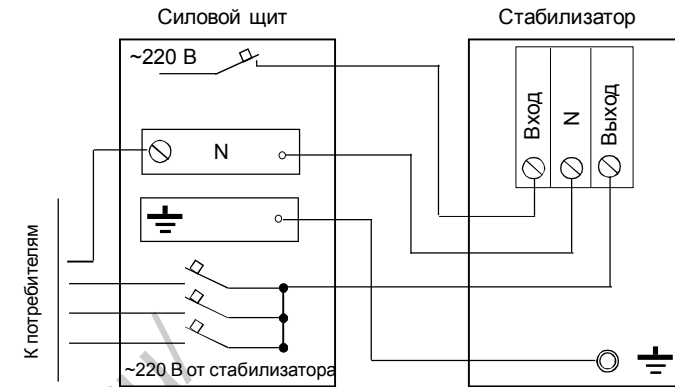 Силовой щит
Стабилизатор
~220 В
Вход
N
Выход
N
К потребителям
~220 В от стабилизатора